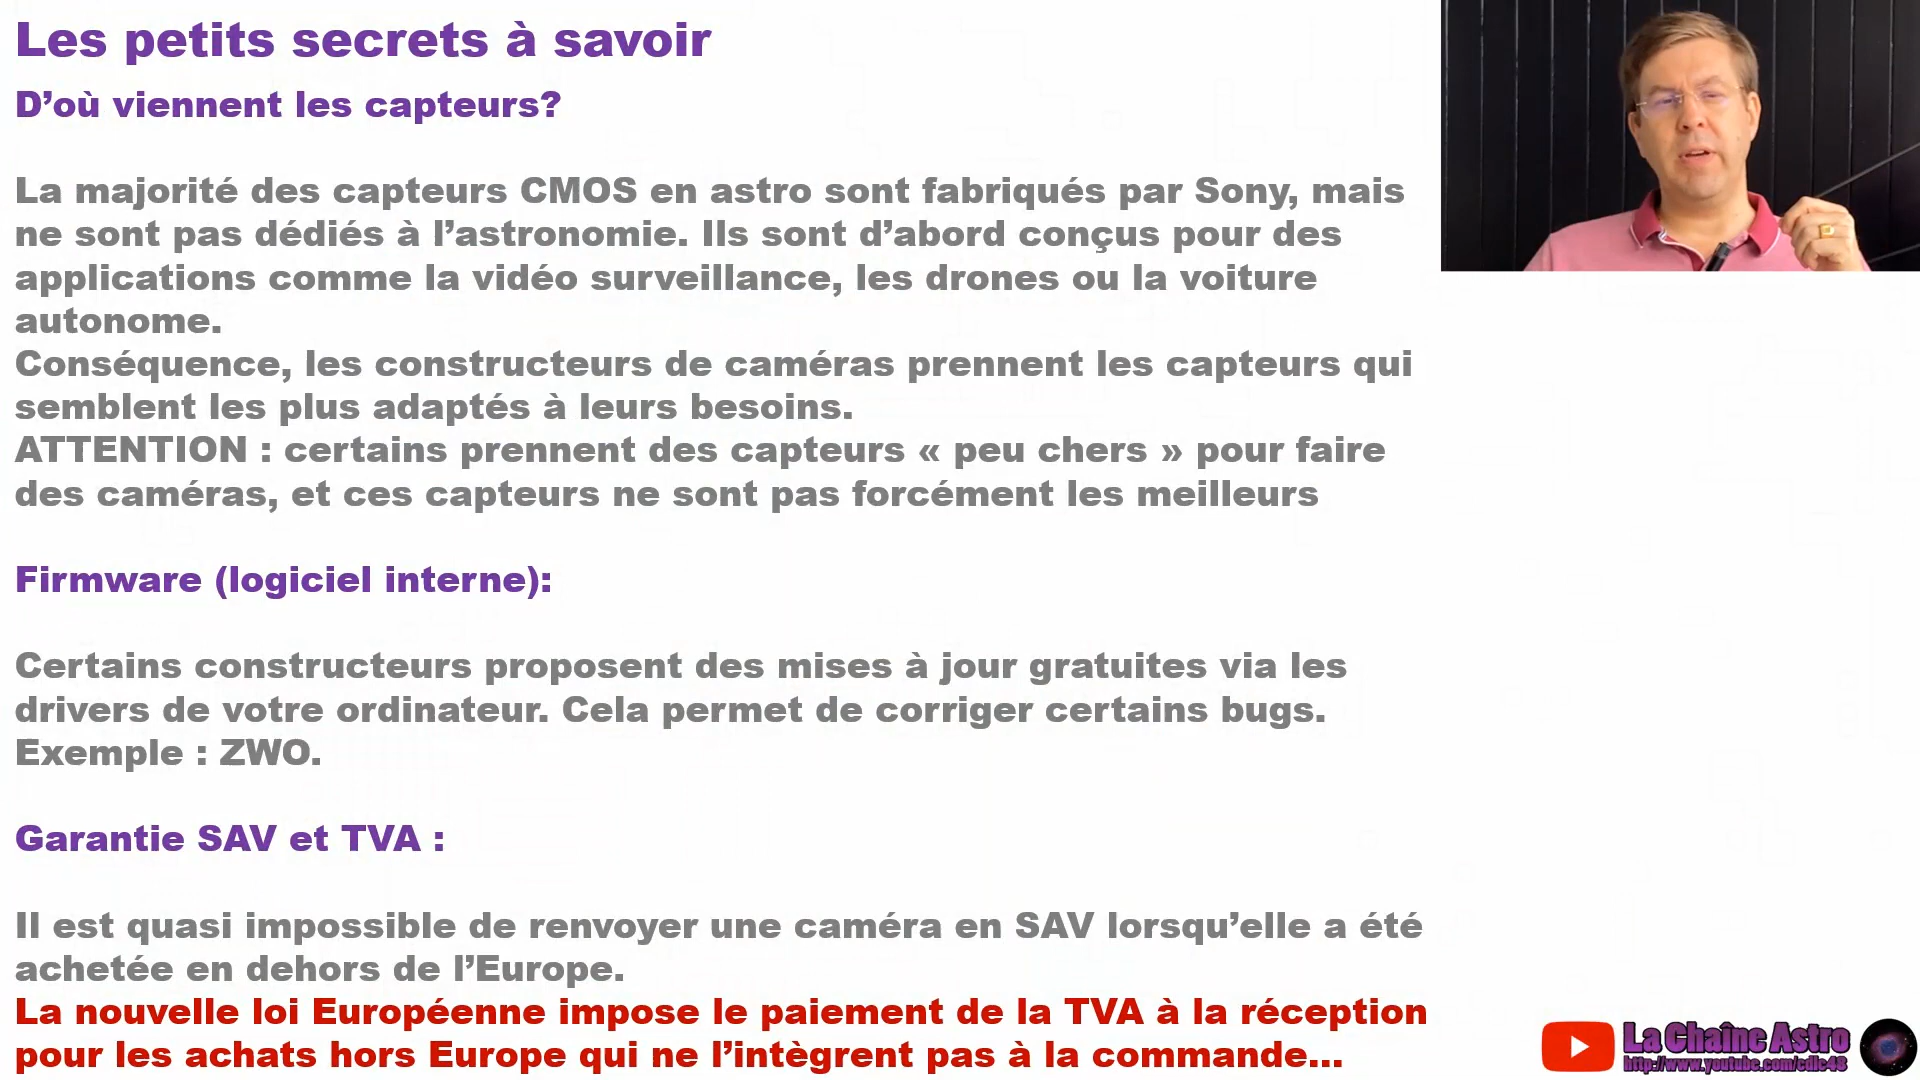 Les petits secrets à savoir
D’où viennent les capteurs?
La majorité des capteurs CMOS en astro sont fabriqués par Sony, mais
ne sont pas dédiés à l’astronomie. Ils sont d’abord conçus pour des
applications comme la vidéo surveillance, les drones ou la voiture
autonome.
Conséquence, les constructeurs de caméras prennent les capteurs qui
semblent les plus adaptés à leurs besoins.
ATTENTION : certains prennent des capteurs « peu chers » pour faire
des caméras, et ces capteurs ne sont pas forcément les meilleurs
Firmware (logiciel interne):
Certains constructeurs proposent des mises à jour gratuites via les
drivers de votre ordinateur. Cela permet de corriger certains bugs.
Exemple : ZWO.
Garantie SAV et TVA :
Il est quasi impossible de renvoyer une caméra en SAV lorsqu’elle a été
achetée en dehors de l’Europe.
La nouvelle loi Européenne impose le paiement de la TVA à la réception
pour les achats hors Europe qui ne l’intègrent pas à la commande...
La Chaîne Astro
http://www.youtube.com/cdlc48